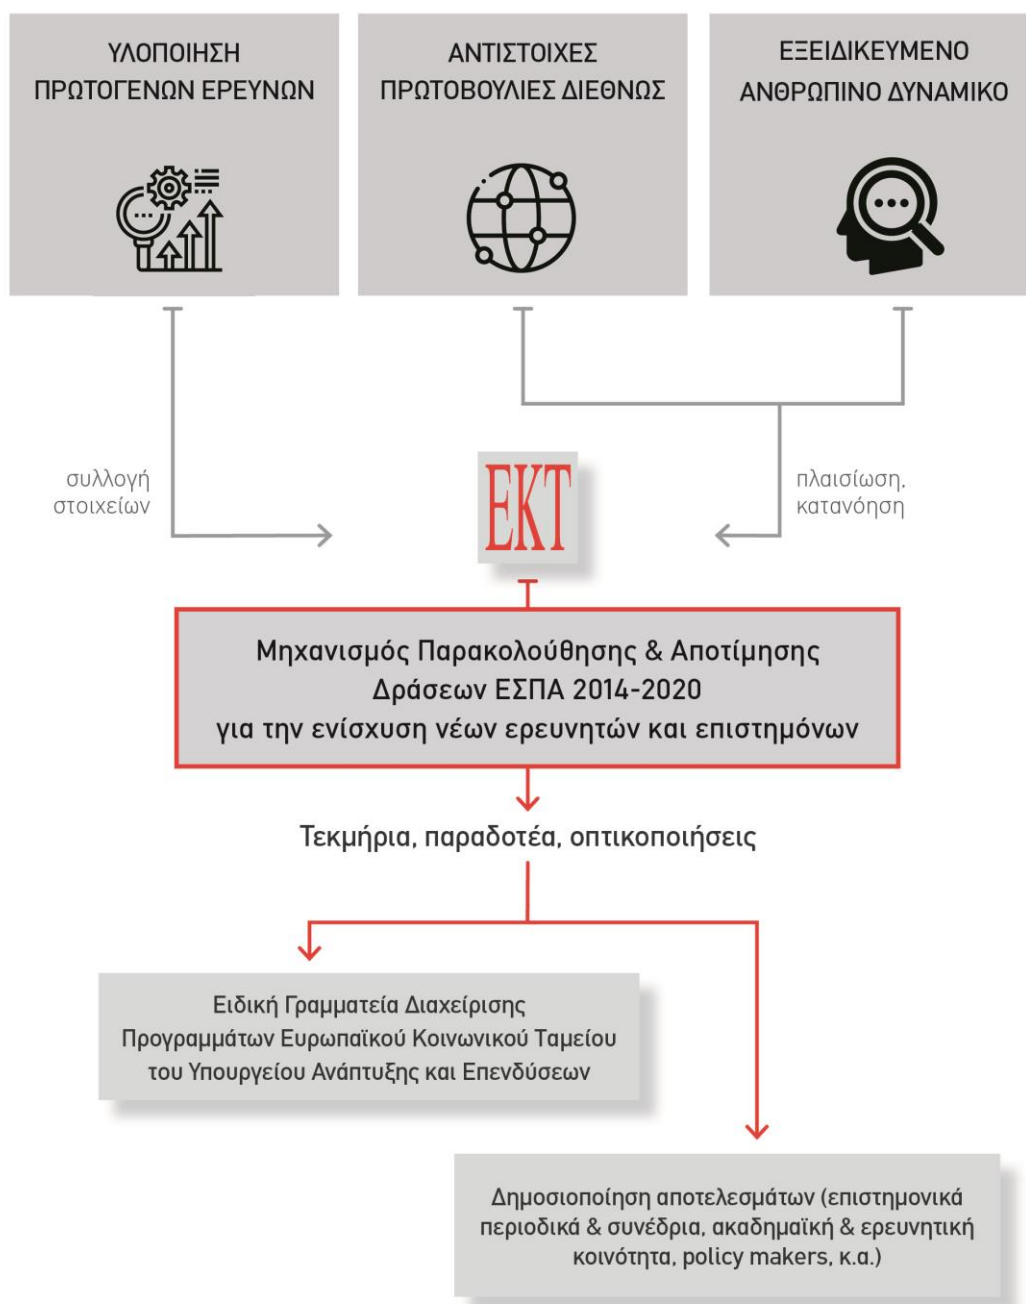 ΥΛΟΠΟΙΗΣΗ
ΠΡΩΤΟΓΕΝΩΝ ΕΡΕΥΝΩΝ
ΑΝΤΙΣΤΟΙΧΕΣ
ΠΡΩΤΟΒΟΥΛΙΕΣ ΔΙΕΘΝΩΣ
ΕΞΕΙΔΙΚΕΥΜΕΝΟ
ΑΝΘΡΩΠΙΝΟ ΔΥΝΑΜΙΚΟ
συλλογή
στοιχείων
ΕΚΤ
πλαισίωση,
κατανόηση
Μηχανισμός Παρακολούθησης & Αποτίμησης
Δράσεων ΕΣΠΑ 2014-2020
για την ενίσχυση νέων ερευνητών και επιστημόνων
Τεκμήρια, παραδοτέα, οπτικοποιήσεις
Ειδική Γραμματεία Διαχείρισης
Προγραμμάτων Ευρωπαϊκού Κοινωνικού Ταμείου
του Υπουργείου Ανάπτυξης και Επενδύσεων
Δημοσιοποίηση αποτελεσμάτων (επιστημονικά
περιοδικά & συνέδρια, ακαδημαϊκή & ερευνητική
κοινότητα, policy makers, κ.α.)